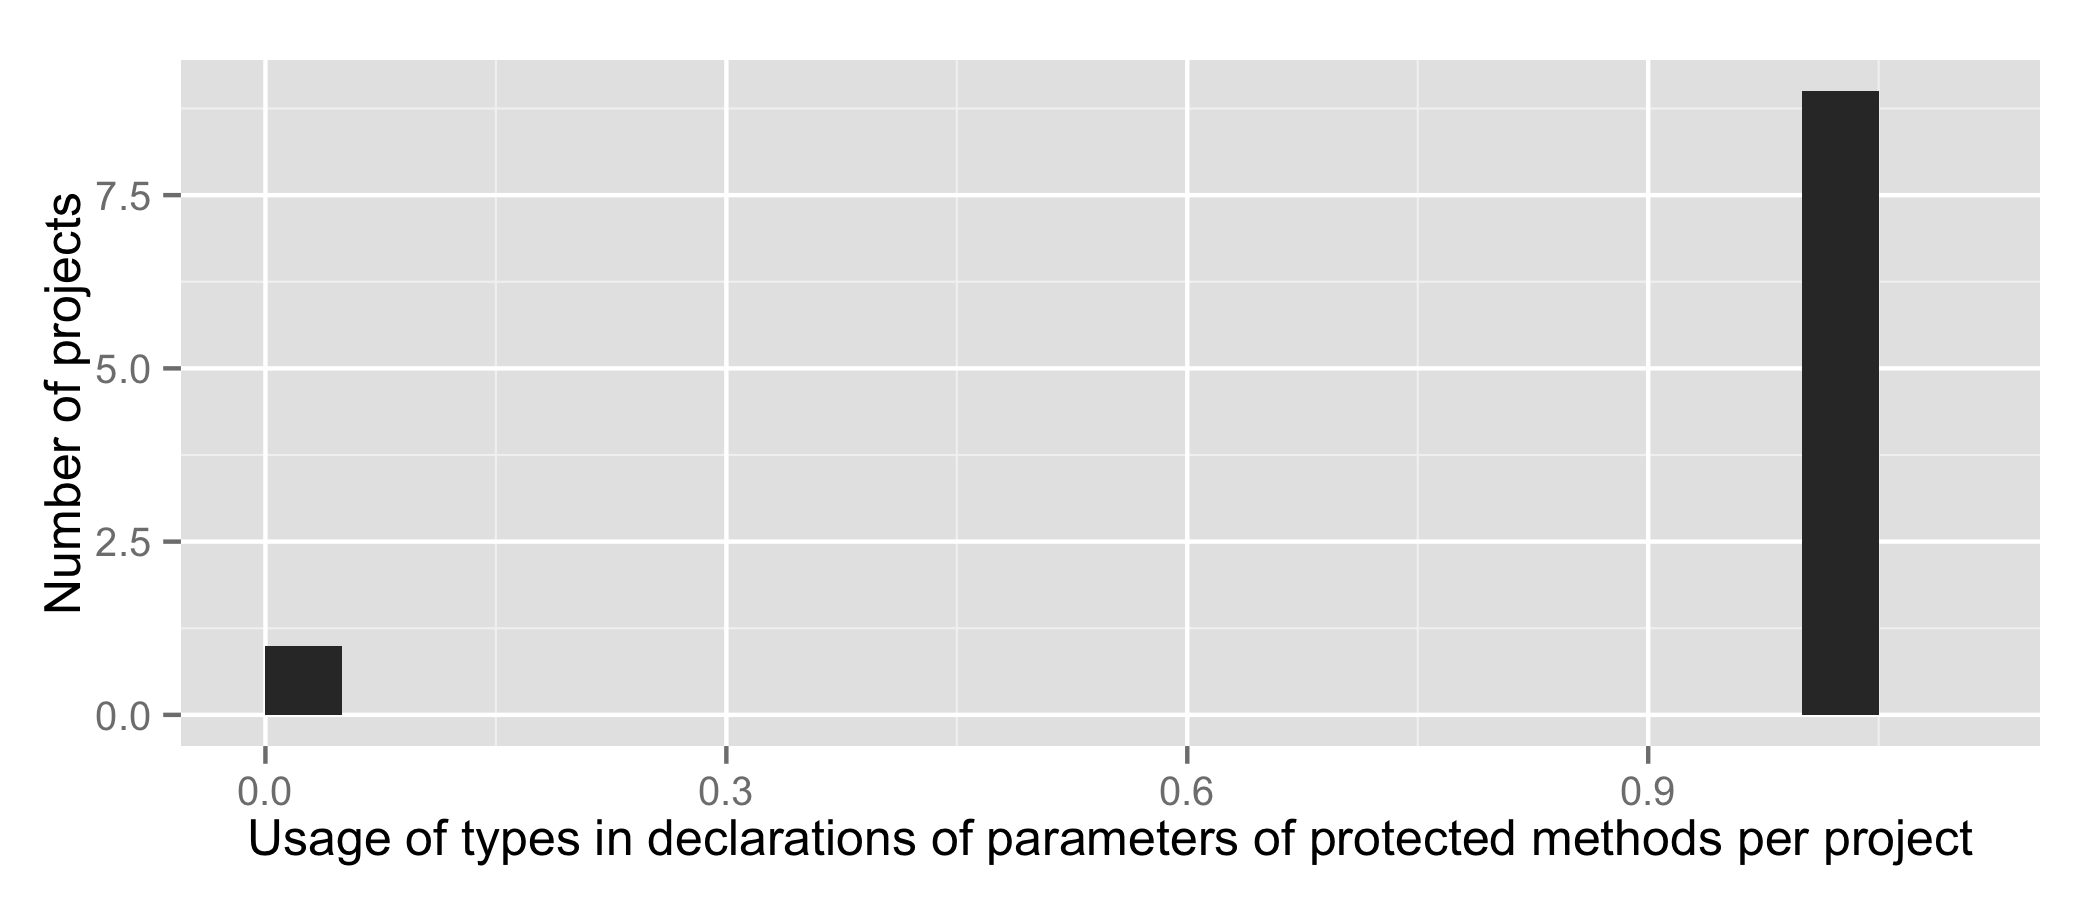 Number of projects
7.5
5.0
2.5
0.0
0.0 0.3 0.6 0.9
Usage of types in declarations of parameters of protected methods per project